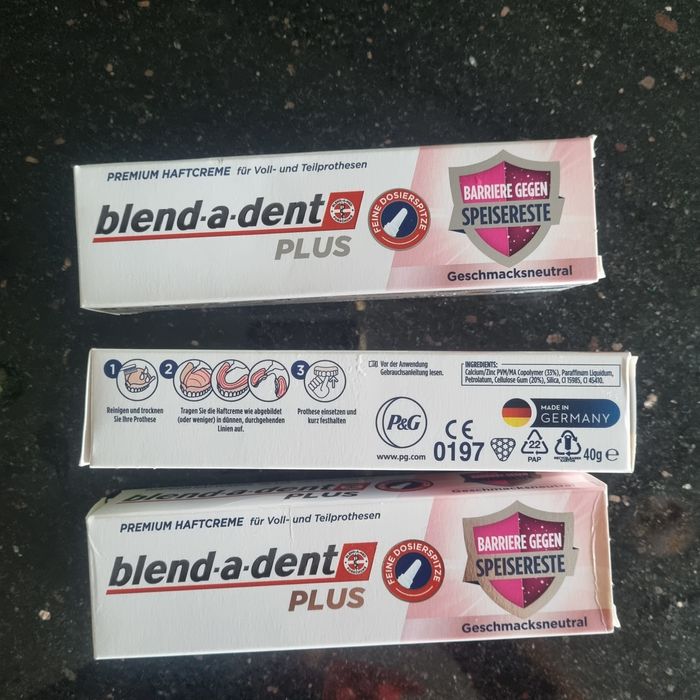 PREMIUM HAFTCREME für Voll- und Teilprothesen
blend-a-dent
PLUS
FEINE DOSIERSPITZE
BARRIERE GEGEN
SPEISERESTE
Geschmacksneutral
1
Reinigen und trocknen
Sie Ihre Prothese
2
Tragen Sie die Haftcreme wie abgebildet
(oder weniger) in dünnen, durchgehenden
Linien auf.
3
Prothese einsetzen und
kurz festhalten
Vor der Anwendung
Gebrauchsanleitung lesen.
INGREDIENTS:
Calcium/Zinc PVM/MA Copolymer (33%), Paraffinum Liquidum,
Petrolatum, Cellulose Gum (20%), Silica, CI 15985, CI 45410.
P&G
www.pg.com
CE
0197
MADE IN
GERMANY
22
PAP
40g e
blend-a-dent
PLUS
Geschmacksneutral
PREMIUM HAFTCREME für Voll- und Teilprothesen
blend-a-dent
PLUS
FEINE DOSIERSPITZE
BARRIERE GEGEN
SPEISERESTE
Geschmacksneutral